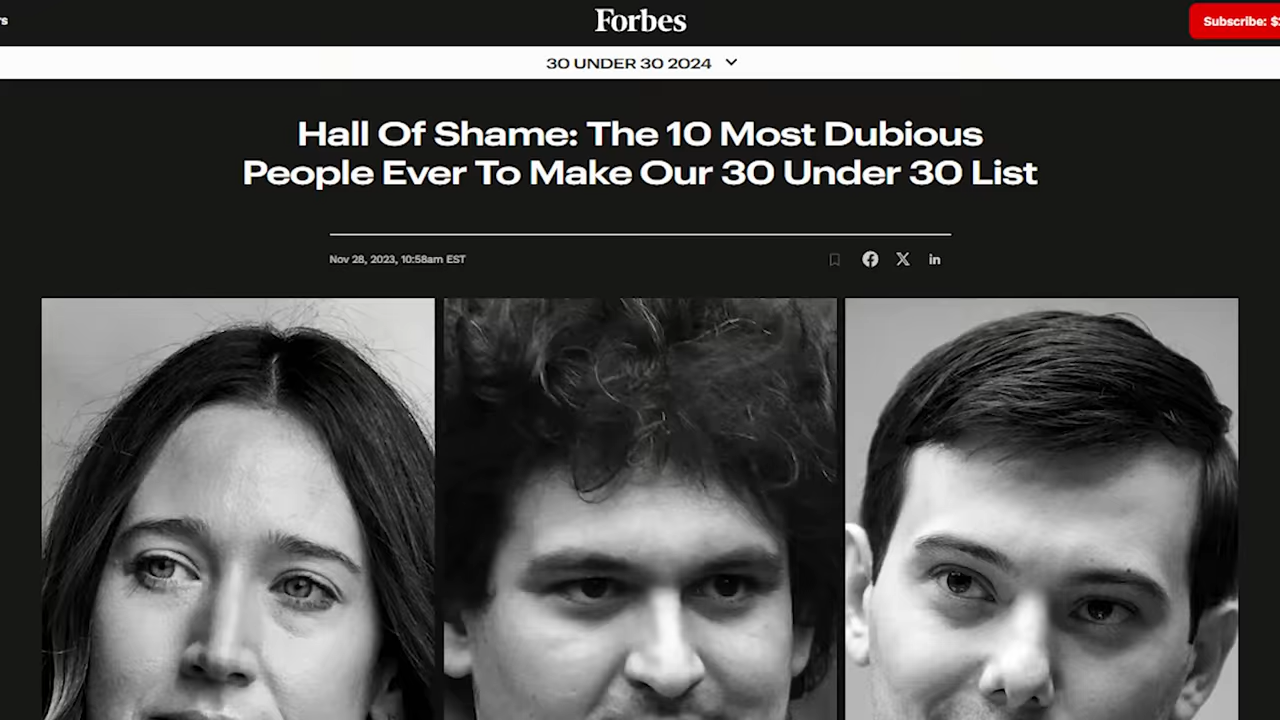 Forbes
Subscribe:
30 UNDER 30 2024
Hall Of Shame: The 10 Most Dubious
People Ever To Make Our 30 Under 30 List
Nov 28, 2023, 10:58am EST
in